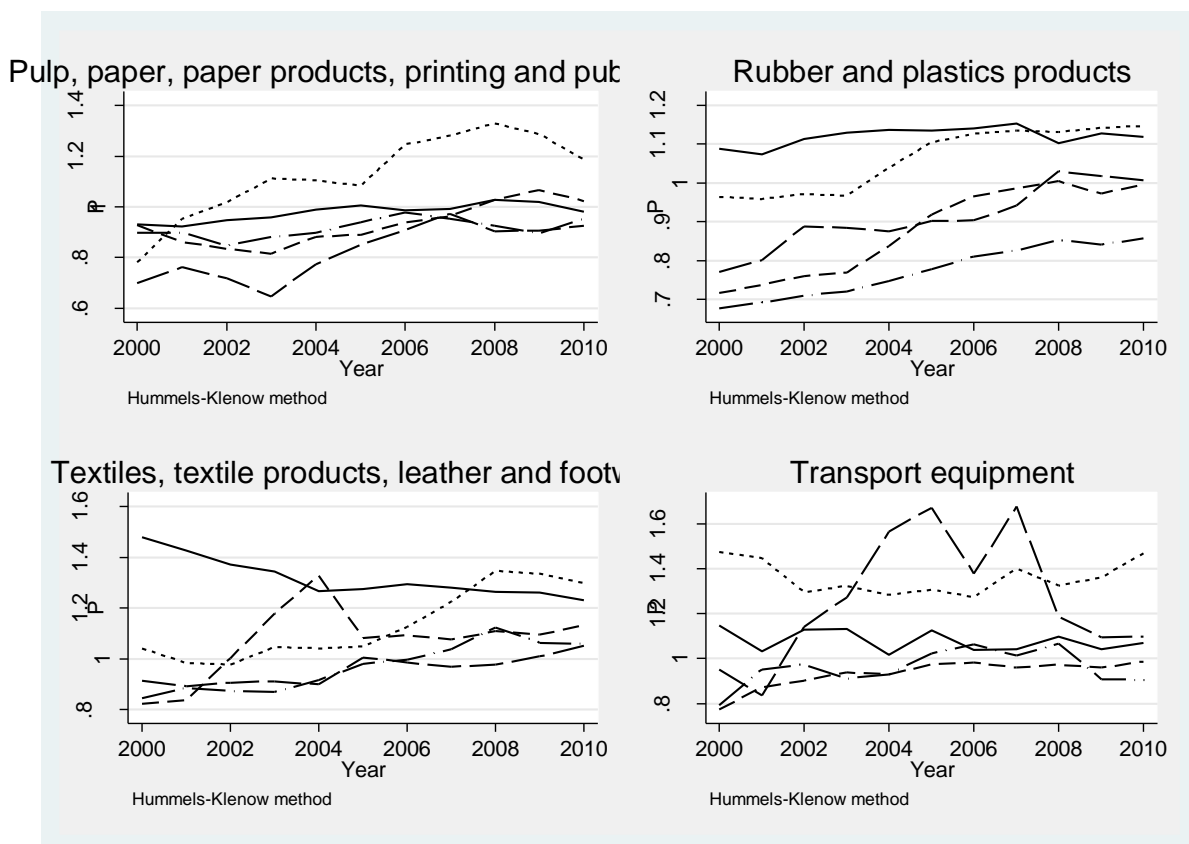 Pulp, paper, paper products, printing and pub
P
1.4
1.2
1
.8
.6
2000 2002 2004 2006 2008 2010
Year
Hummels-Klenow method
Rubber and plastics products
P
1.2
1.1
1
.9
.8
.7
2000 2002 2004 2006 2008 2010
Year
Hummels-Klenow method
Textiles, textile products, leather and footw
P
1.6
1.4
1.2
1
.8
2000 2002 2004 2006 2008 2010
Year
Hummels-Klenow method
Transport equipment
P
1.6
1.4
1.2
1
.8
2000 2002 2004 2006 2008 2010
Year
Hummels-Klenow method